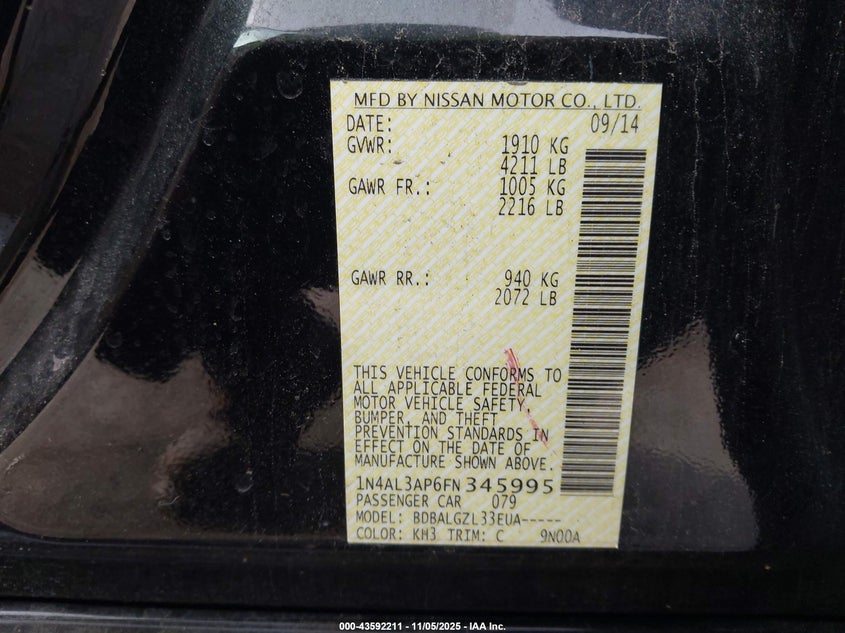 MFD BY NISSAN MOTOR CO., LTD.
DATE: 09/14
GVWR: 1910 KG
4211 LB
GAWR FR.: 1005 KG
2216 LB
GAWR RR.: 940 KG
2072 LB
THIS VEHICLE CONFORMS TO
ALL APPLICABLE FEDERAL
MOTOR VEHICLE SAFETY,
BUMPER, AND THEFT
PREVENTION STANDARDS IN
EFFECT ON THE DATE OF
MANUFACTURE SHOWN ABOVE.
1N4AL3AP6FN345995
PASSENGER CAR 079
MODEL: BDBALGZL33EUA-----
COLOR: KH3 TRIM: C 9N00A
000-43592211 - 11/05/2025 - IAA Inc.